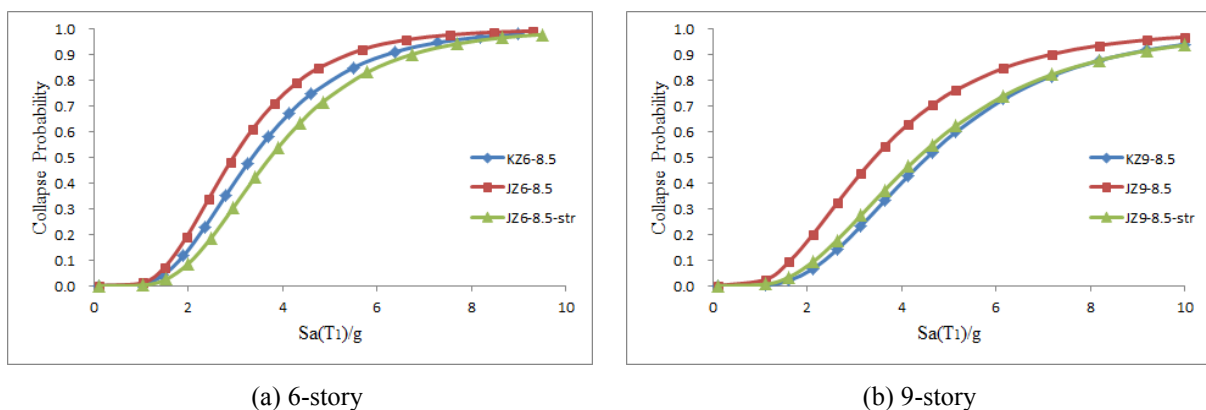 1.0
0.9
0.8
0.7
0.6
0.5
0.4
0.3
0.2
0.1
0.0
Collapse Probability
0 2 4 6 8 10
Sa(T1)/g
KZ6-8.5
JZ6-8.5
JZ6-8.5-str
(a) 6-story
1.0
0.9
0.8
0.7
0.6
0.5
0.4
0.3
0.2
0.1
0.0
Collapse Probability
0 2 4 6 8 10
Sa(T1)/g
KZ9-8.5
JZ9-8.5
JZ9-8.5-str
(b) 9-story